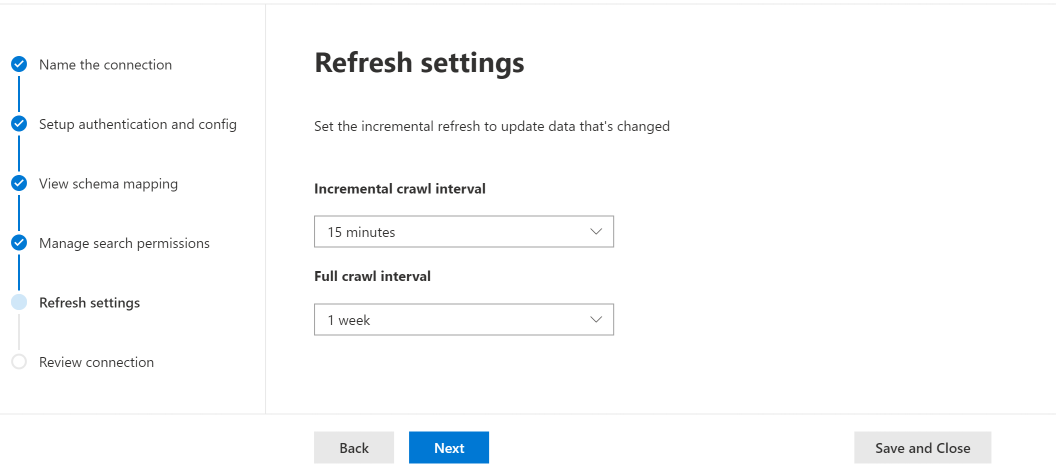 Name the connection
Setup authentication and config
View schema mapping
Manage search permissions
Refresh settings
Review connection
Refresh settings
Set the incremental refresh to update data that's changed
Incremental crawl interval
15 minutes
Full crawl interval
1 week
Back
Next
Save and Close